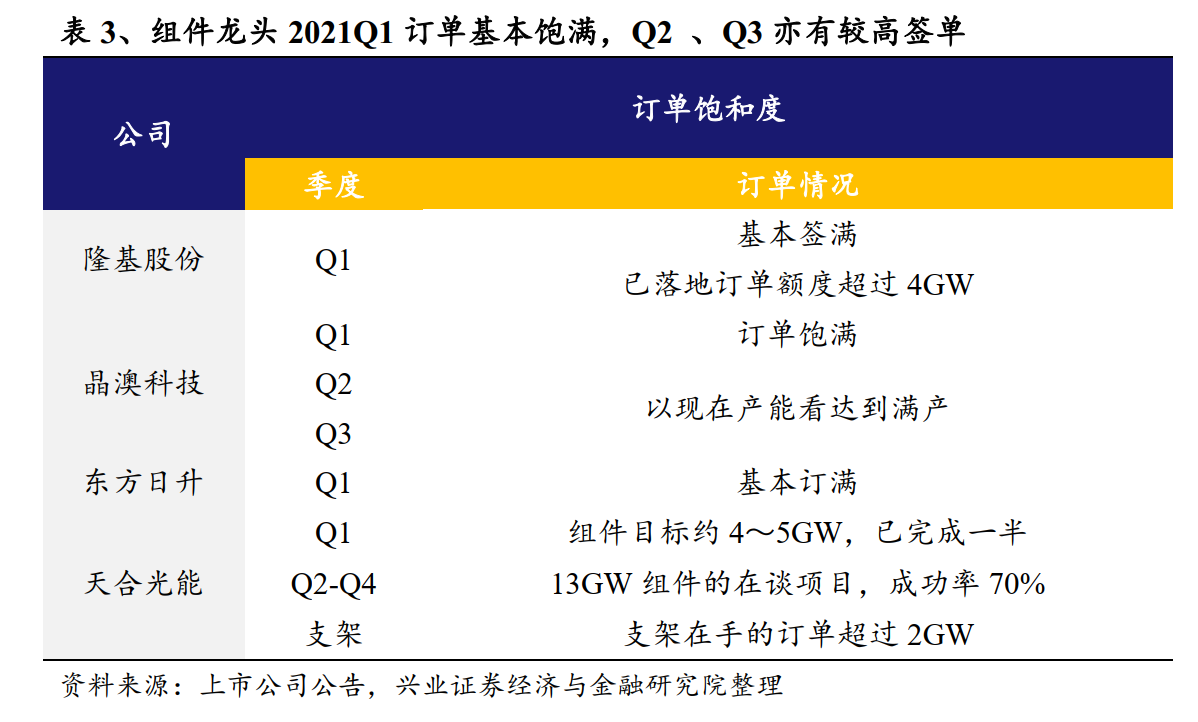 表 3、组件龙头 2021Q1 订单基本饱满，Q2 、Q3 亦有较高签单
公司
订单饱和度
季度
订单情况
隆基股份
Q1
基本签满
已落地订单额度超过 4GW
晶澳科技
Q1
订单饱满
Q2
Q3
以现在产能看达到满产
东方日升
Q1
基本订满
天合光能
Q1
组件目标约 4～5GW，已完成一半
Q2-Q4
13GW 组件的在谈项目，成功率 70%
支架
支架在手的订单超过 2GW
资料来源：上市公司公告，兴业证券经济与金融研究院整理